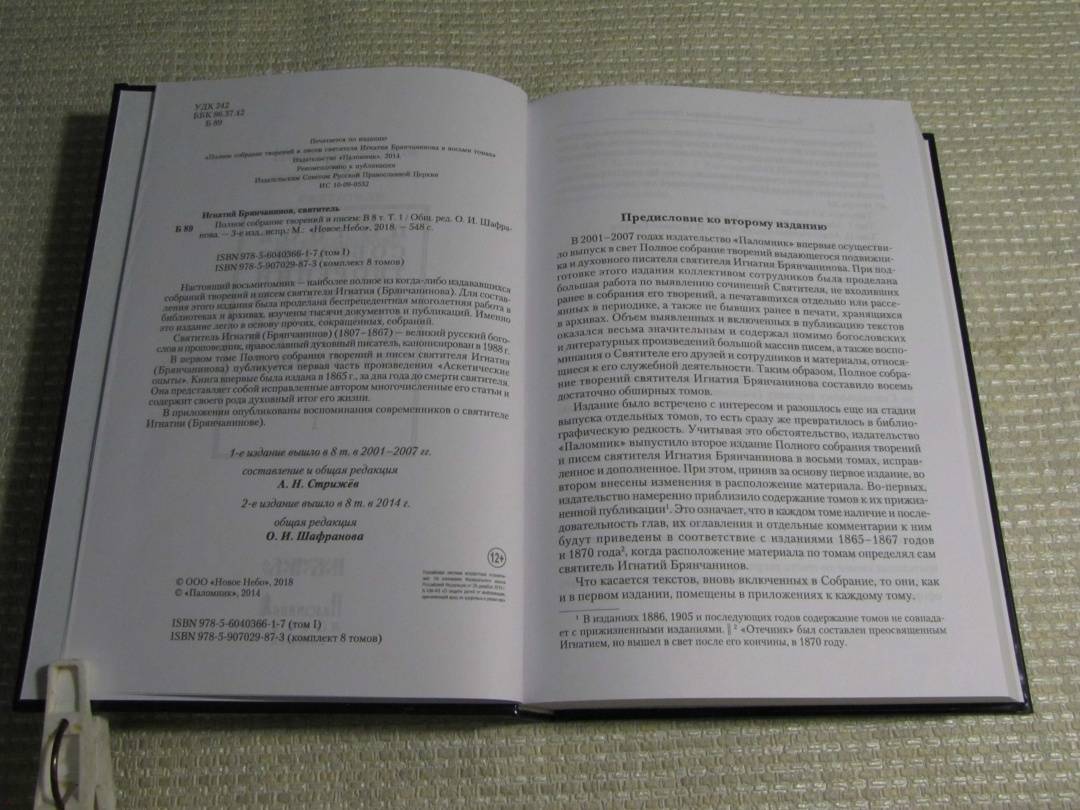 УДК 242
ББК 86.37.42
Б 89
Печатается по изданию
«Полное собрание творений и писем святителя Игнатия Брянчанинова в восьми томах»
Издательство «Паломник», 2014.
Рекомендовано к публикации
Издательским Советом Русской Православной Церкви
ИС 10-09-0552
Игнатий Брянчанинов, святитель
Б 89 Полное собрание творений и писем: В 8 т. Т. 1 / Общ. ред. О. И. Шафра-
нова. — 3-е изд., испр.: М.: «Новое Небо», 2018. — 548 с.
ISBN 978-5-6040366-1-7 (том I)
ISBN 978-5-907029-87-3 (комплект 8 томов)
Настоящий восьмитомник — наиболее полное из когда-либо издававшихся
собраний творений и писем святителя Игнатия (Брянчанинова). Для состав-
ления этого издания была проделана беспрецедентная многолетняя работа в
библиотеках и архивах, изучены тысячи документов и публикаций. Именно
это издание легло в основу прочих, сокращенных, собраний.
Святитель Игнатий (Брянчанинов) (1807–1867) — великий русский бого-
слов и проповедник, православный духовный писатель, канонизирован в 1988 г.
В первом томе Полного собрания творений и писем святителя Игнатия
(Брянчанинова) публикуется первая часть произведения «Аскетические
опыты». Книга впервые была издана в 1865 г., за два года до смерти святителя.
Она представляет собой исправленные автором многочисленные его статьи и
содержит своего рода духовный итог его жизни.
В приложении опубликованы воспоминания современников о святителе
Игнатии (Брянчанинове).
1-е издание вышло в 8 т. в 2001–2007 гг.
составление и общая редакция
А. Н. Стрижёв
2-е издание вышло в 8 т. в 2014 г.
общая редакция
О. И. Шафранова
12+
© ООО «Новое Небо», 2018
© «Паломник», 2014
ISBN 978-5-6040366-1-7 (том I)
ISBN 978-5-907029-87-3 (комплект 8 томов)
Предисловие ко второму изданию
В 2001–2007 годах издательство «Паломник» впервые осуществи-
ло выпуск в свет Полное собрание творений выдающегося подвижни-
ка и духовного писателя святителя Игнатия Брянчанинова. При под-
готовке этого издания коллективом сотрудников была проделана
большая работа по выявлению сочинений Святителя, не входивших
ранее в собрания его творений, а печатавшихся отдельно или рассе-
янных в периодике, а также не бывших ранее в печати, хранящихся
в архивах. Объем выявленных и включенных в публикацию текстов
оказался весьма значительным и содержал помимо богословских
и литературных произведений большой массив писем, а также воспо-
минания о Святителе его друзей и сотрудников и материалы, относя-
щиеся к его служебной деятельности. Таким образом, Полное собра-
ние творений святителя Игнатия Брянчанинова составило восемь
достаточно обширных томов.
Издание было встречено с интересом и разошлось еще на стадии
выпуска отдельных томов, то есть сразу же превратилось в библио-
графическую редкость. Учитывая это обстоятельство, издательство
«Паломник» выпустило второе издание Полного собрания творений
и писем святителя Игнатия Брянчанинова в восьми томах, исправ-
ленное и дополненное. При этом, приняв за основу первое издание, во
втором внесены изменения в расположение материала. Во-первых,
издательство намеренно приблизило содержание томов к их прижиз-
ненной публикации¹. Это означает, что в каждом томе наличие и после-
довательность глав, их оглавления и отдельные комментарии к ним
будут приведены в соответствие с изданиями 1865–1867 годов
и 1870 года², когда расположение материала по томам определял сам
святитель Игнатий Брянчанинов.
Что касается текстов, вновь включенных в Собрание, то они, как
и в первом издании, помещены в приложениях к каждому тому.
¹ В изданиях 1886, 1905 и последующих годов содержание томов не совпада-
ет с прижизненными изданиями. ‖ ² «Отечник» был составлен преосвященным
Игнатием, но вышел в свет после его кончины, в 1870 году.